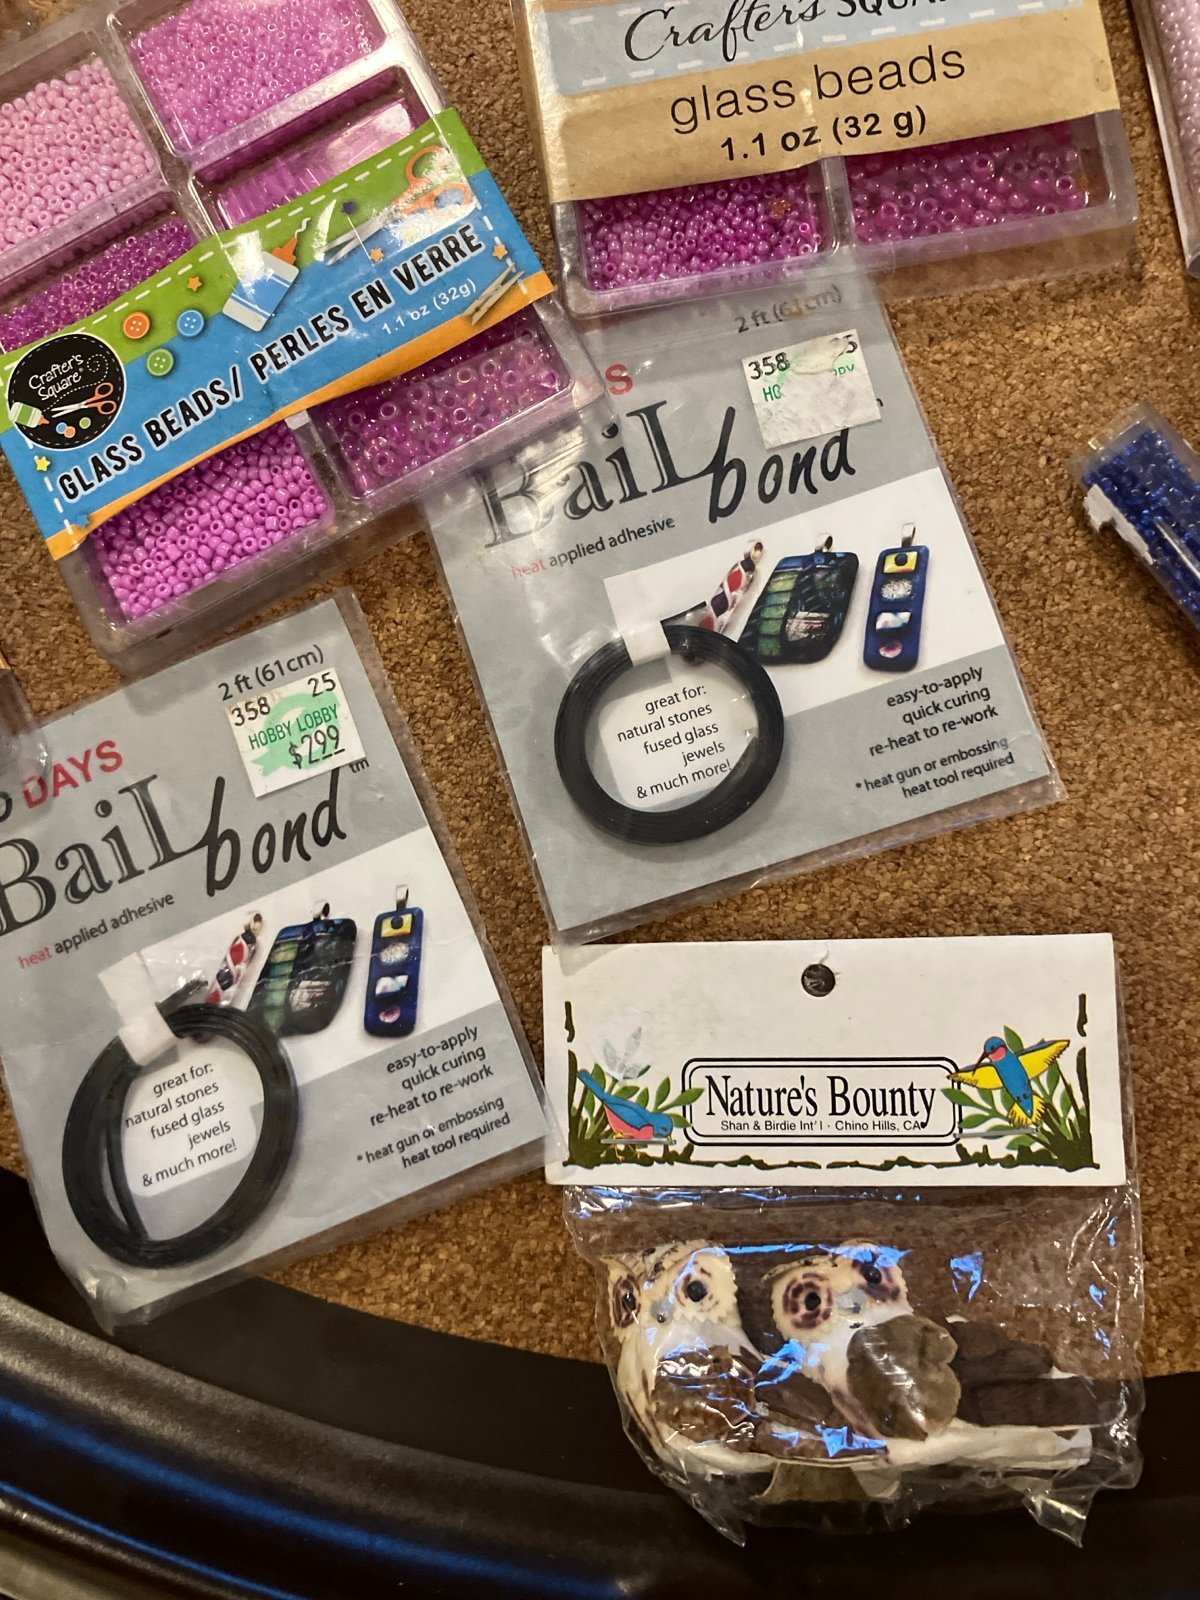 Crafter's
glass beads
1.1 oz (32 g)
Crafter's
Square
GLASS BEADS/ PERLES EN VERRE
1.1 oz (32g)
2 ft (61cm)
358
BaiL bond
heat applied adhesive
great for:
natural stones
fused glass
jewels
& much more!
easy-to-apply
quick curing
re-heat to re-work
* heat gun or embossing
heat tool required
2 ft (61cm)
358 25
HOBBY LOBBY
$2.99
DAYS
BaiL bond tm
heat applied adhesive
great for:
natural stones
fused glass
jewels
& much more!
easy-to-apply
quick curing
re-heat to re-work
* heat gun or embossing
heat tool required
Nature's Bounty
Shan & Birdie Int'l · Chino Hills, CA